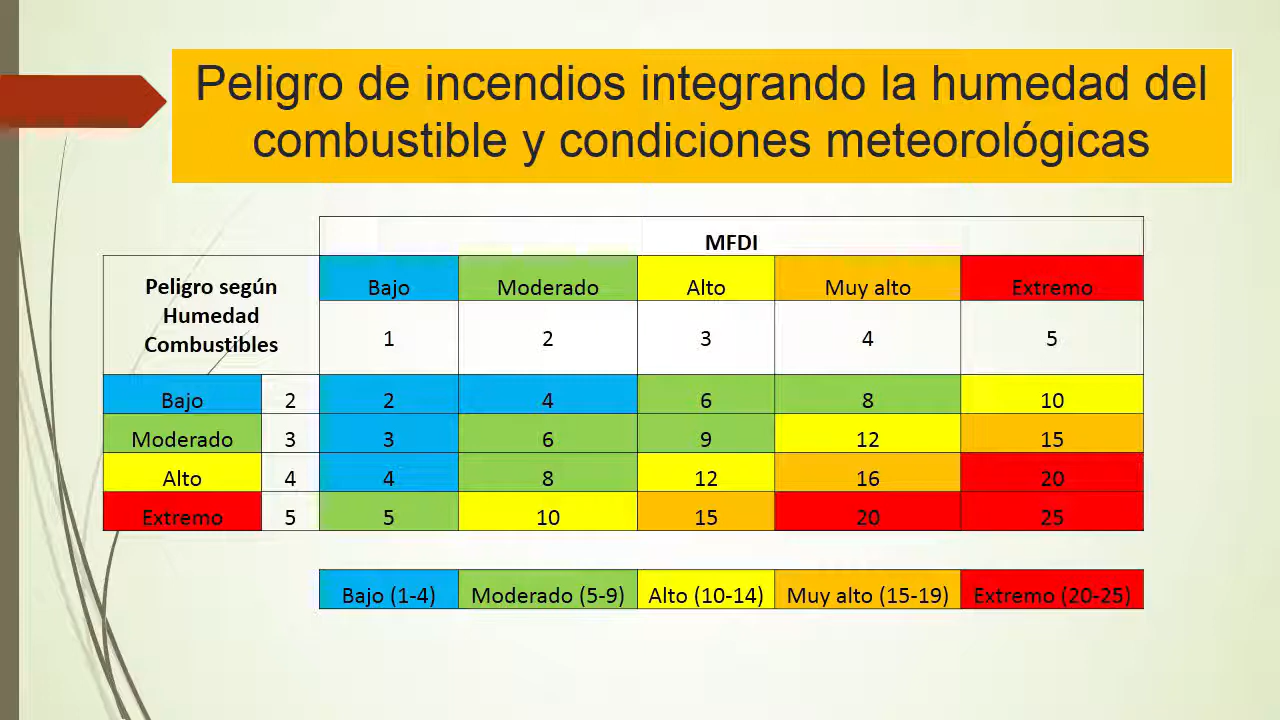 Peligro de incendios integrando la humedad del
combustible y condiciones meteorológicas
MFDI
Peligro según
Humedad
Combustibles
Bajo Moderado Alto Muy alto Extremo
1 2 3 4 5
Bajo 2 2 4 6 8 10
Moderado 3 3 6 9 12 15
Alto 4 4 8 12 16 20
Extremo 5 5 10 15 20 25
Bajo (1-4) Moderado (5-9) Alto (10-14) Muy alto (15-19) Extremo (20-25)